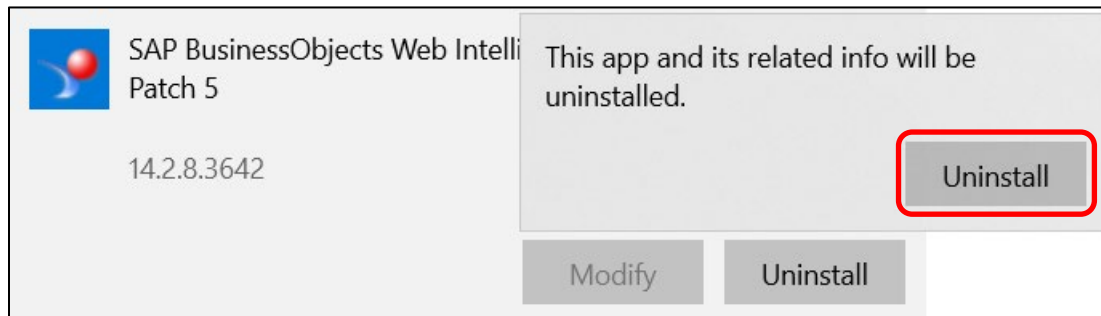 SAP BusinessObjects Web Intelli
Patch 5
14.2.8.3642
This app and its related info will be
uninstalled.
Uninstall
Modify
Uninstall